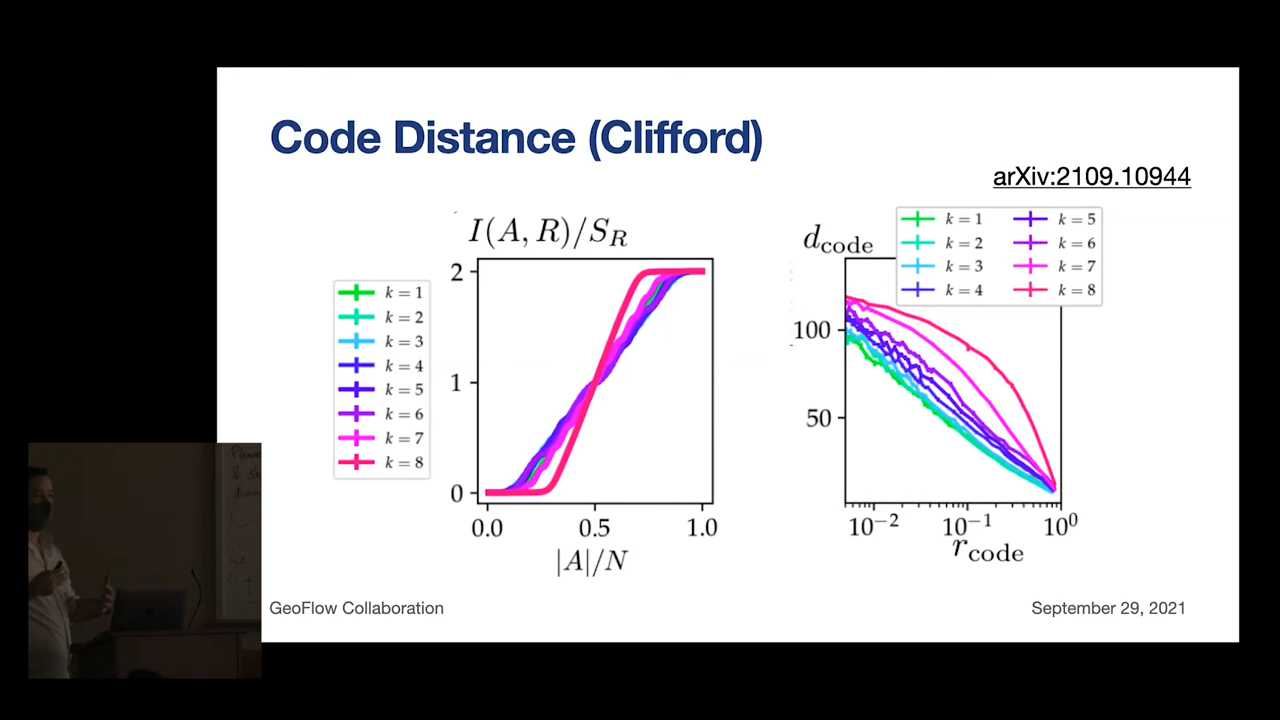 Code Distance (Clifford)
arXiv:2109.10944
I(A, R)/S_R
k = 1
k = 2
k = 3
k = 4
k = 5
k = 6
k = 7
k = 8
2
1
0
0.0 0.5 1.0
|A|/N
d_code
k = 1 k = 5
k = 2 k = 6
k = 3 k = 7
k = 4 k = 8
100
50
10^-2 10^-1 10^0
r_code
GeoFlow Collaboration
September 29, 2021